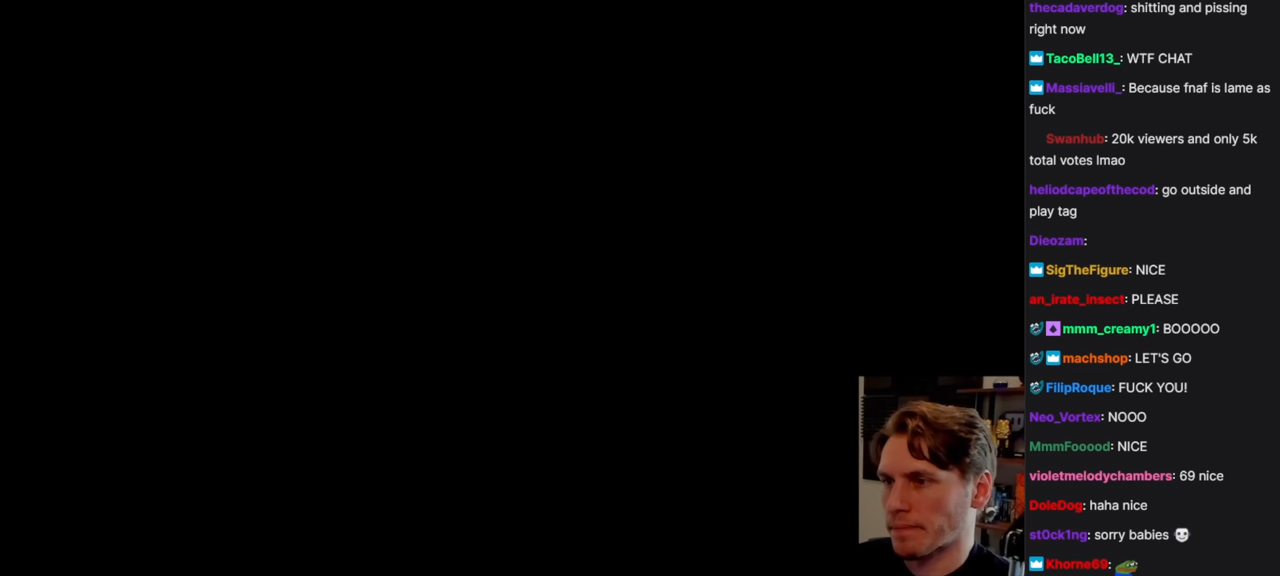 thecadaverdog: shitting and pissing
right now
TacoBell13_: WTF CHAT
Massiavelli_: Because fnaf is lame as
fuck
Swanhub: 20k viewers and only 5k
total votes lmao
heliodcapeofthecod: go outside and
play tag
Dieozam:
SigTheFigure: NICE
an_irate_insect: PLEASE
mmm_creamy1: BOOOOO
machshop: LET'S GO
FilipRoque: FUCK YOU!
Neo_Vortex: NOOO
MmmFooood: NICE
violetmelodychambers: 69 nice
DoleDog: haha nice
st0ck1ng: sorry babies
Khorne69: